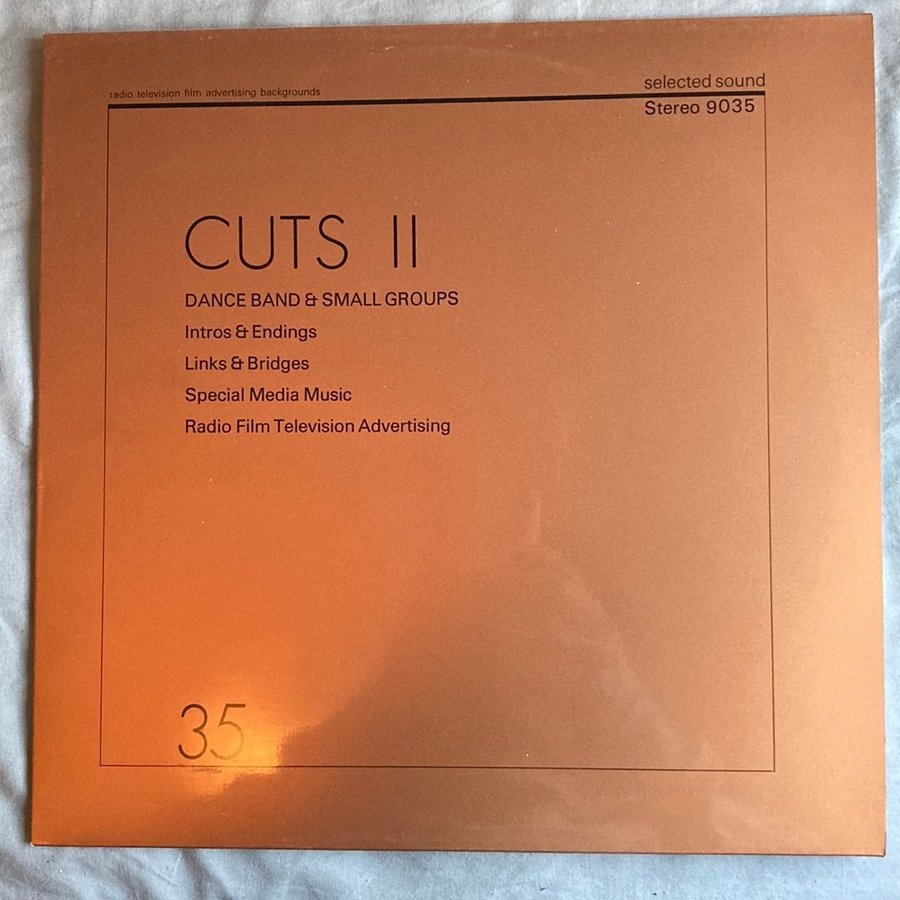 radio television film advertising backgrounds
selected sound
Stereo 9035
CUTS II
DANCE BAND & SMALL GROUPS
Intros & Endings
Links & Bridges
Special Media Music
Radio Film Television Advertising
35